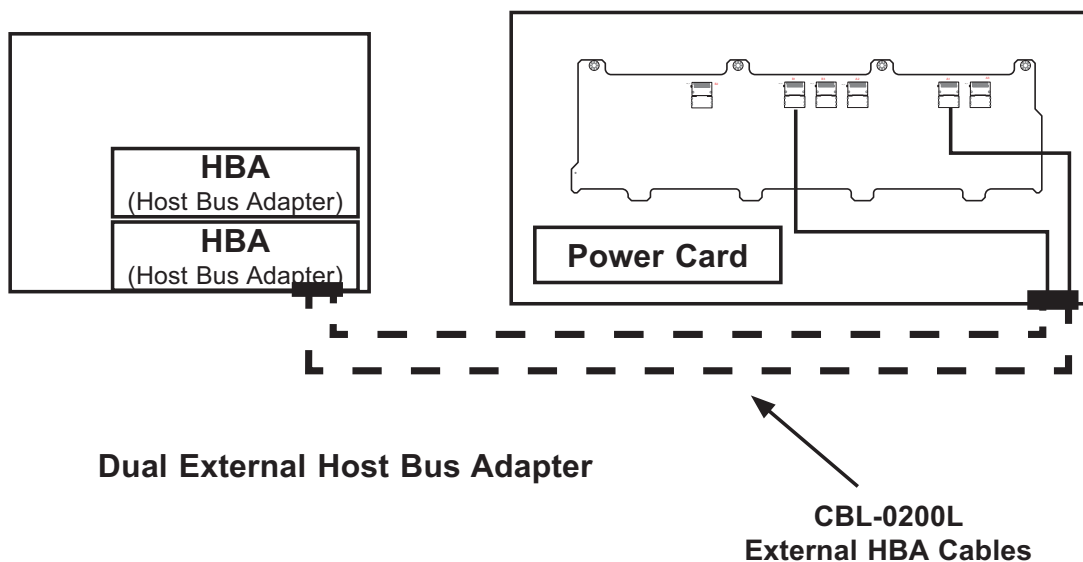 HBA
(Host Bus Adapter)
HBA
(Host Bus Adapter)
Power Card
Dual External Host Bus Adapter
CBL-0200L
External HBA Cables